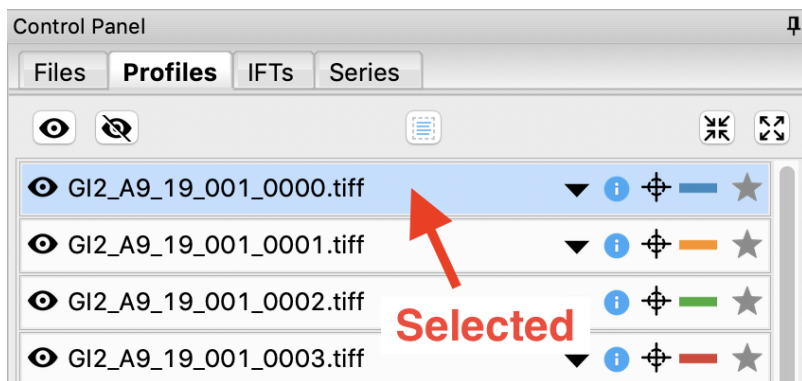 Control Panel
Files Profiles IFTs Series
GI2_A9_19_001_0000.tiff
GI2_A9_19_001_0001.tiff
GI2_A9_19_001_0002.tiff
Selected
GI2_A9_19_001_0003.tiff